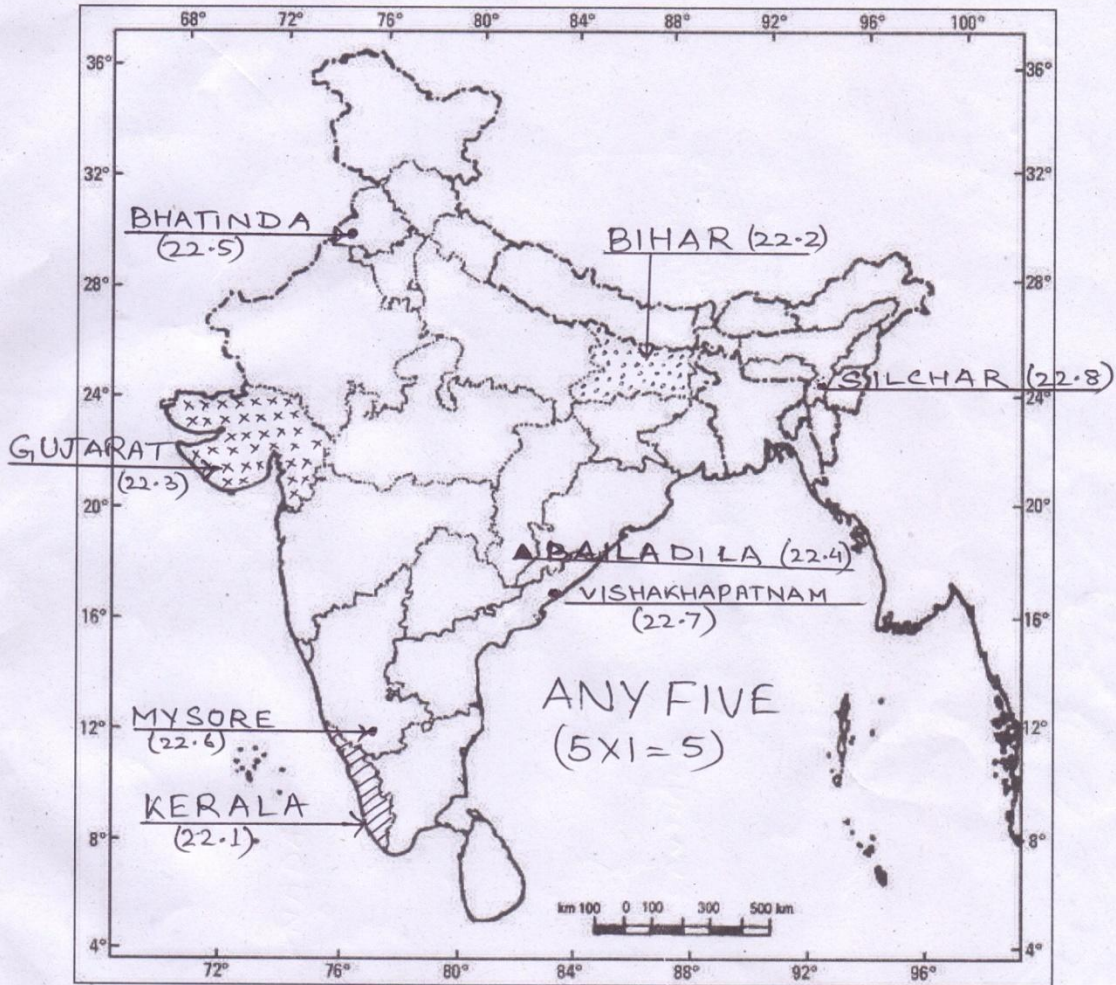 68° 72° 76° 80° 84° 88° 92° 96° 100°
36° 36°
32° 32°
BHATINDA
(22.5)
BIHAR (22.2)
28° 28°
SILCHAR (22.8)
24° 24°
GUJARAT
(22.3)
20° 20°
BAILADILA (22.4)
VISHAKHAPATNAM
(22.7)
16° 16°
ANY FIVE
(5X1=5)
MYSORE
(22.6)
12° 12°
KERALA
(22.1)
8° 8°
km 100 0 100 300 500 km
4° 4°
72° 76° 80° 84° 88° 92° 96°